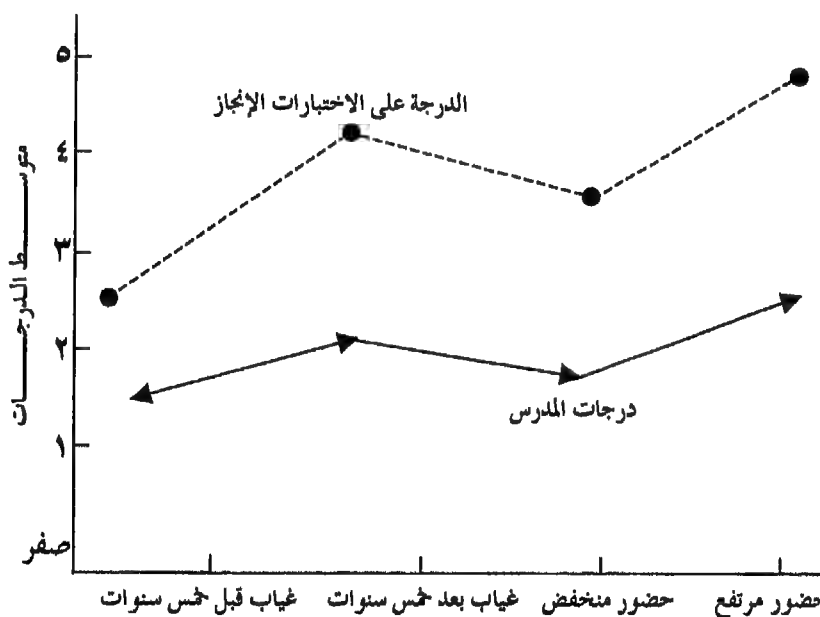 متوسط الدرجات
٥
٤
٣
٢
١
صفر
الدرجة على الاختبارات الإنجاز
درجات المدرس
غياب قبل خمس سنوات
غياب بعد خمس سنوات
حضور منخفض
حضور مرتفع